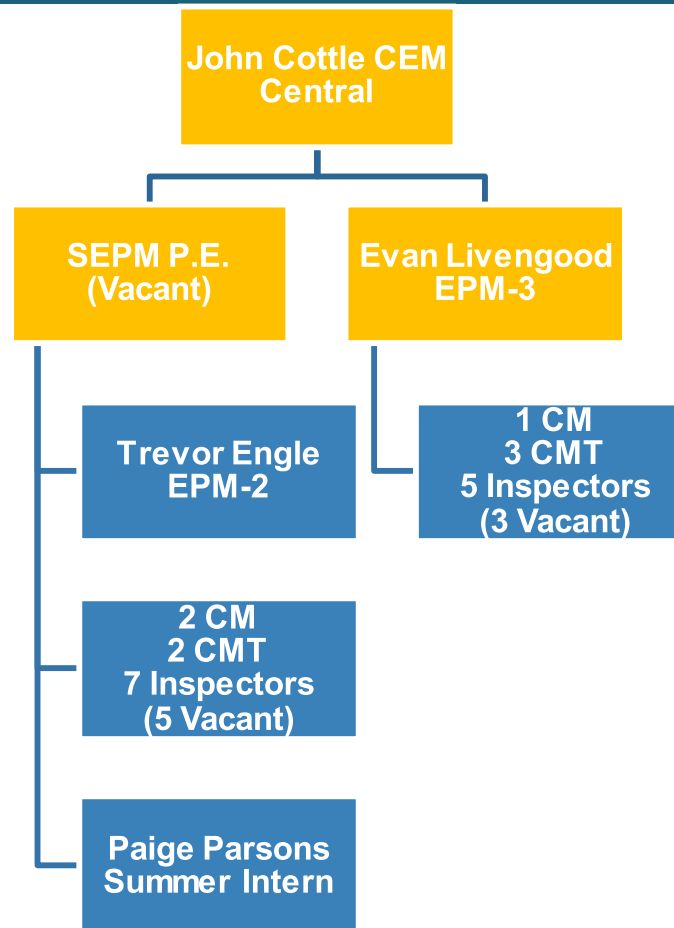 John Cottle CEM
Central
SEPM P.E.
(Vacant)
Evan Livengood
EPM-3
Trevor Engle
EPM-2
1 CM
3 CMT
5 Inspectors
(3 Vacant)
2 CM
2 CMT
7 Inspectors
(5 Vacant)
Paige Parsons
Summer Intern